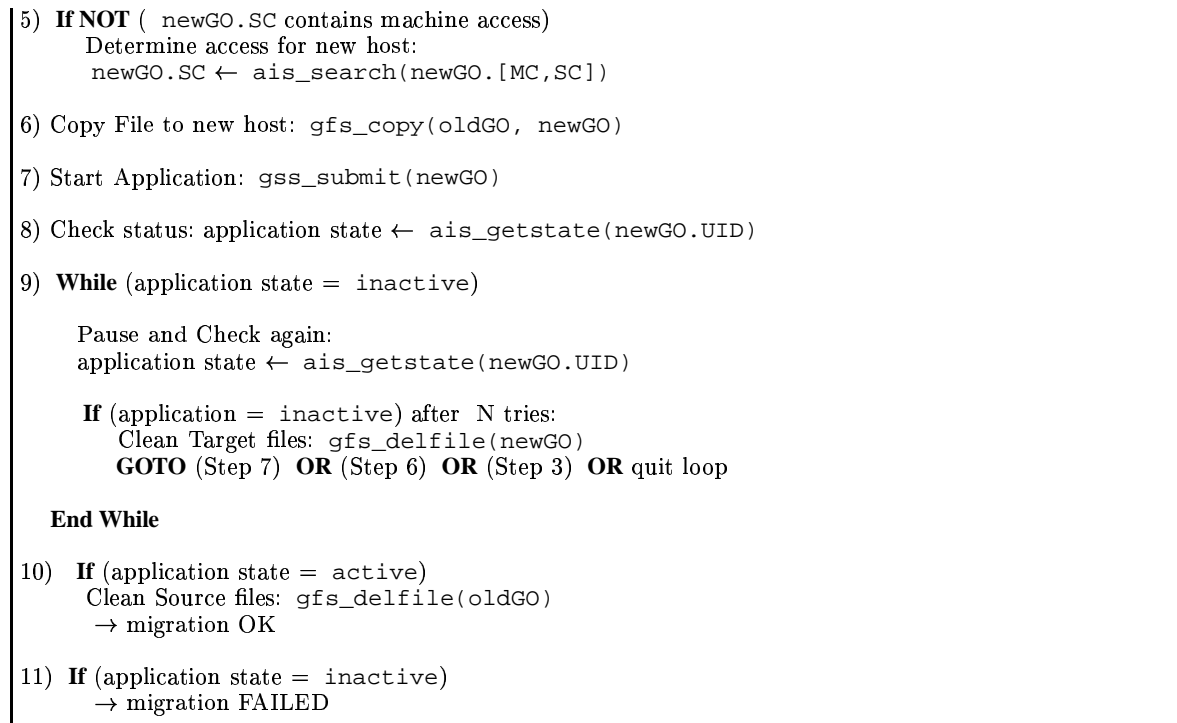 5) If NOT ( newGO.SC contains machine access)
Determine access for new host:
newGO.SC ← ais_search(newGO.[MC,SC])
6) Copy File to new host: gfs_copy(oldGO, newGO)
7) Start Application: gss_submit(newGO)
8) Check status: application state ← ais_getstate(newGO.UID)
9) While (application state = inactive)
Pause and Check again:
application state ← ais_getstate(newGO.UID)
If (application = inactive) after N tries:
Clean Target files: gfs_delfile(newGO)
GOTO (Step 7) OR (Step 6) OR (Step 3) OR quit loop
End While
10) If (application state = active)
Clean Source files: gfs_delfile(oldGO)
→ migration OK
11) If (application state = inactive)
→ migration FAILED